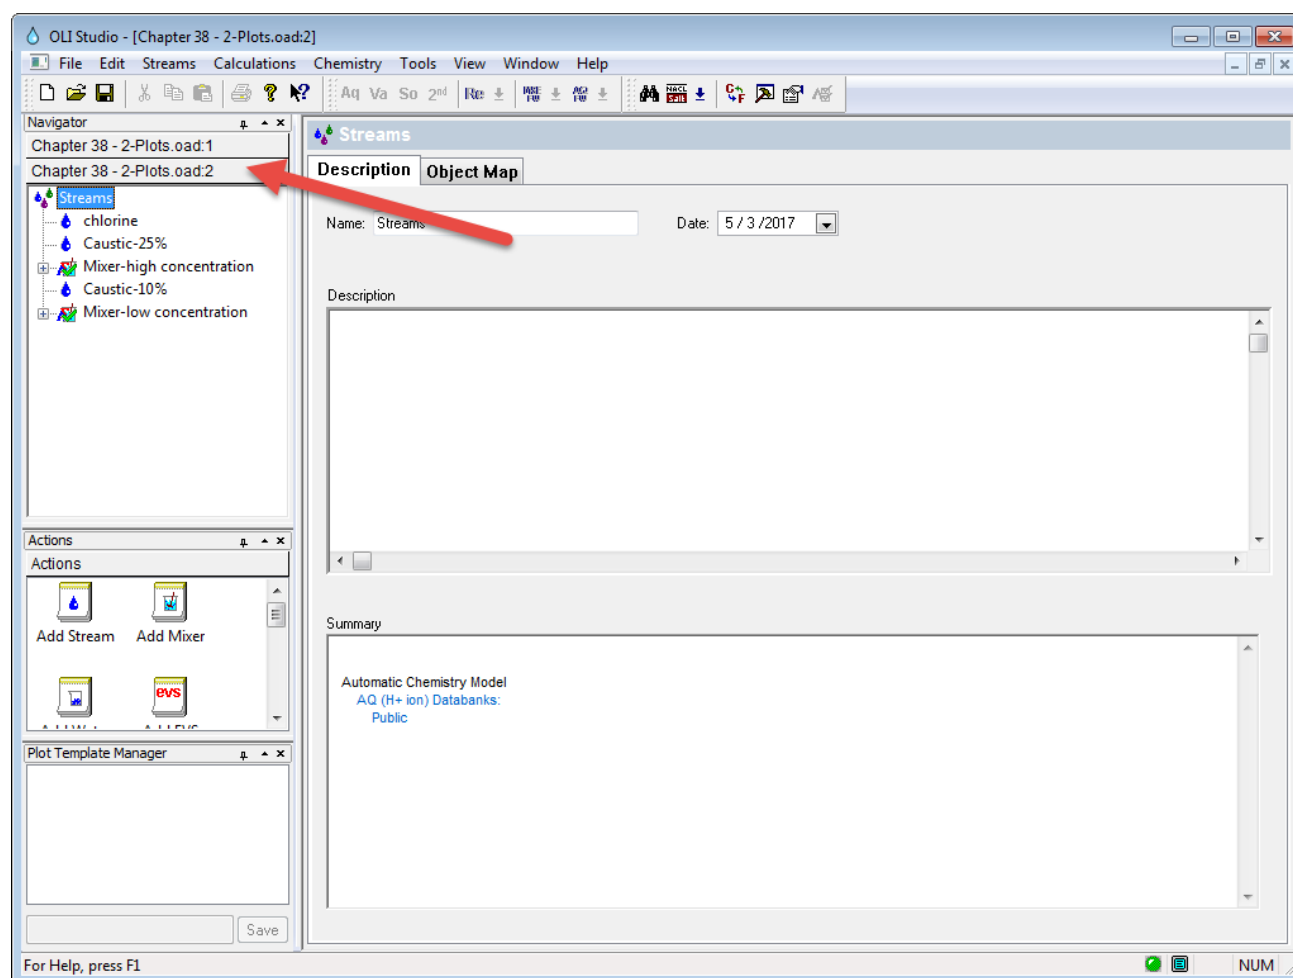 OLI Studio - [Chapter 38 - 2-Plots.oad:2]
File Edit Streams Calculations Chemistry Tools View Window Help
Aq Va So 2nd
Navigator
Chapter 38 - 2-Plots.oad:1
Chapter 38 - 2-Plots.oad:2
Streams
chlorine
Caustic-25%
Mixer-high concentration
Caustic-10%
Mixer-low concentration
Actions
Actions
Add Stream Add Mixer
evs
Plot Template Manager
Save
Streams
Description Object Map
Name: Streams Date: 5 / 3 /2017
Description
Summary
Automatic Chemistry Model
AQ (H+ ion) Databanks:
Public
For Help, press F1 NUM